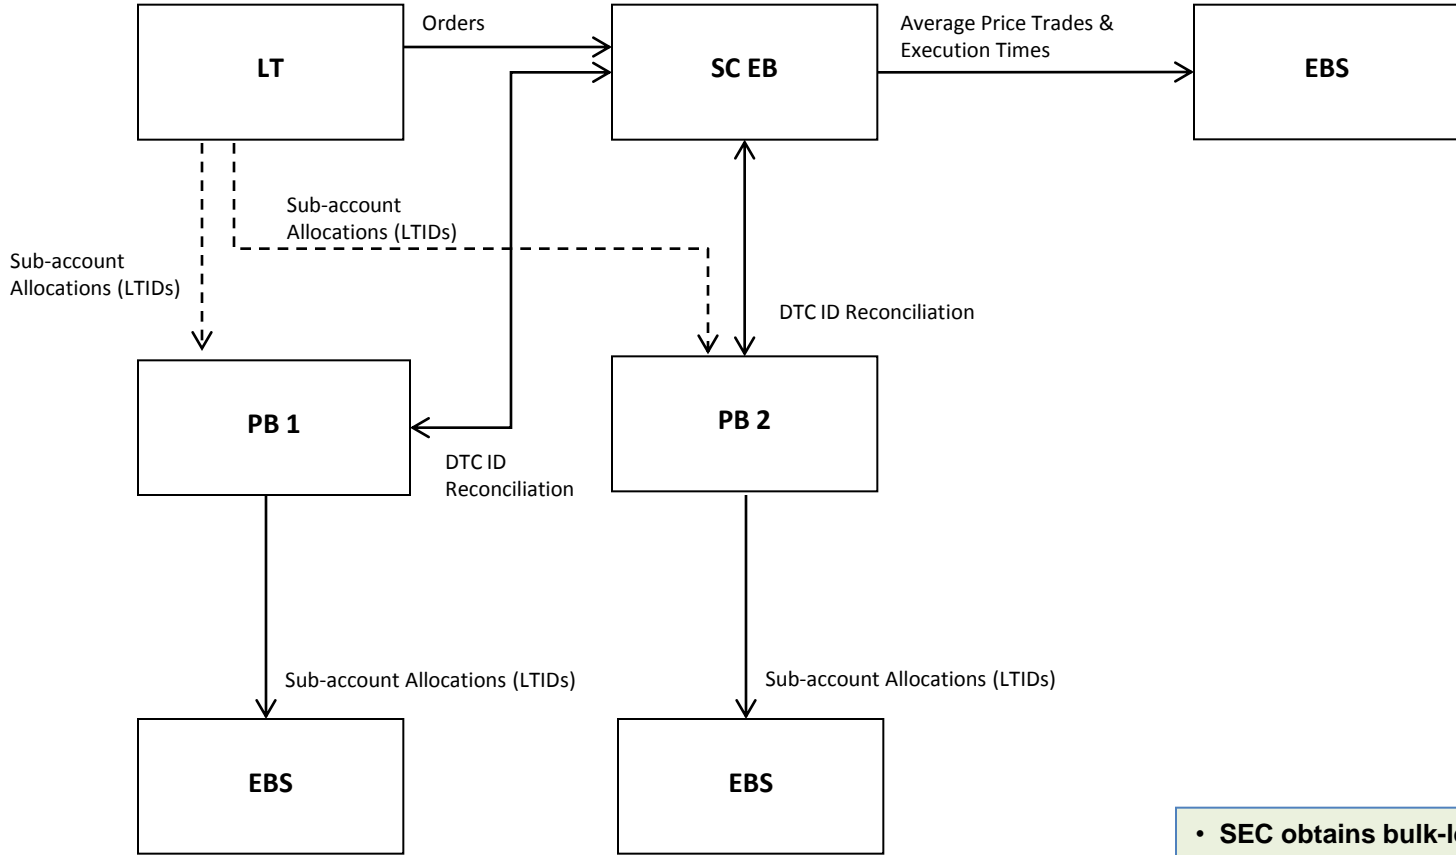 Orders
Average Price Trades &
Execution Times
LT
SC EB
EBS
Sub-account
Allocations (LTIDs)
Sub-account
Allocations (LTIDs)
DTC ID Reconciliation
PB 1
PB 2
DTC ID
Reconciliation
Sub-account Allocations (LTIDs)
Sub-account Allocations (LTIDs)
EBS
EBS
• SEC obtains